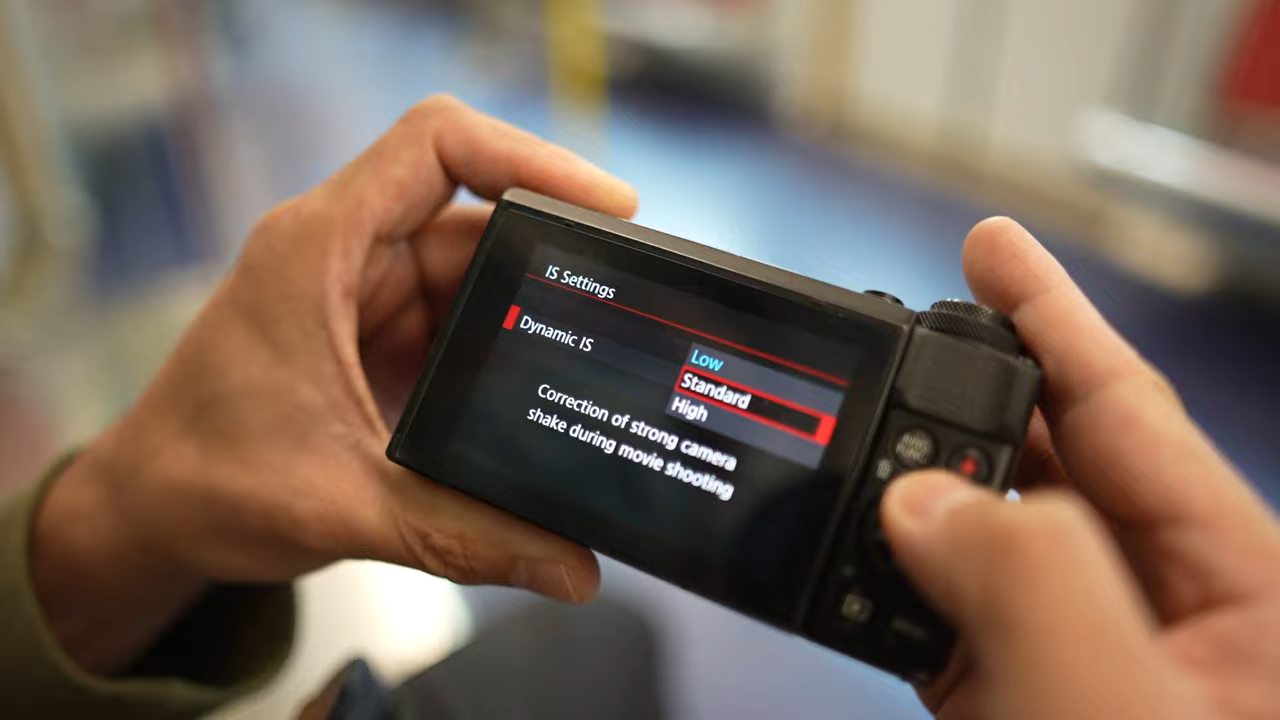 IS Settings
Dynamic IS
Low
Standard
High
Correction of strong camera
shake during movie shooting